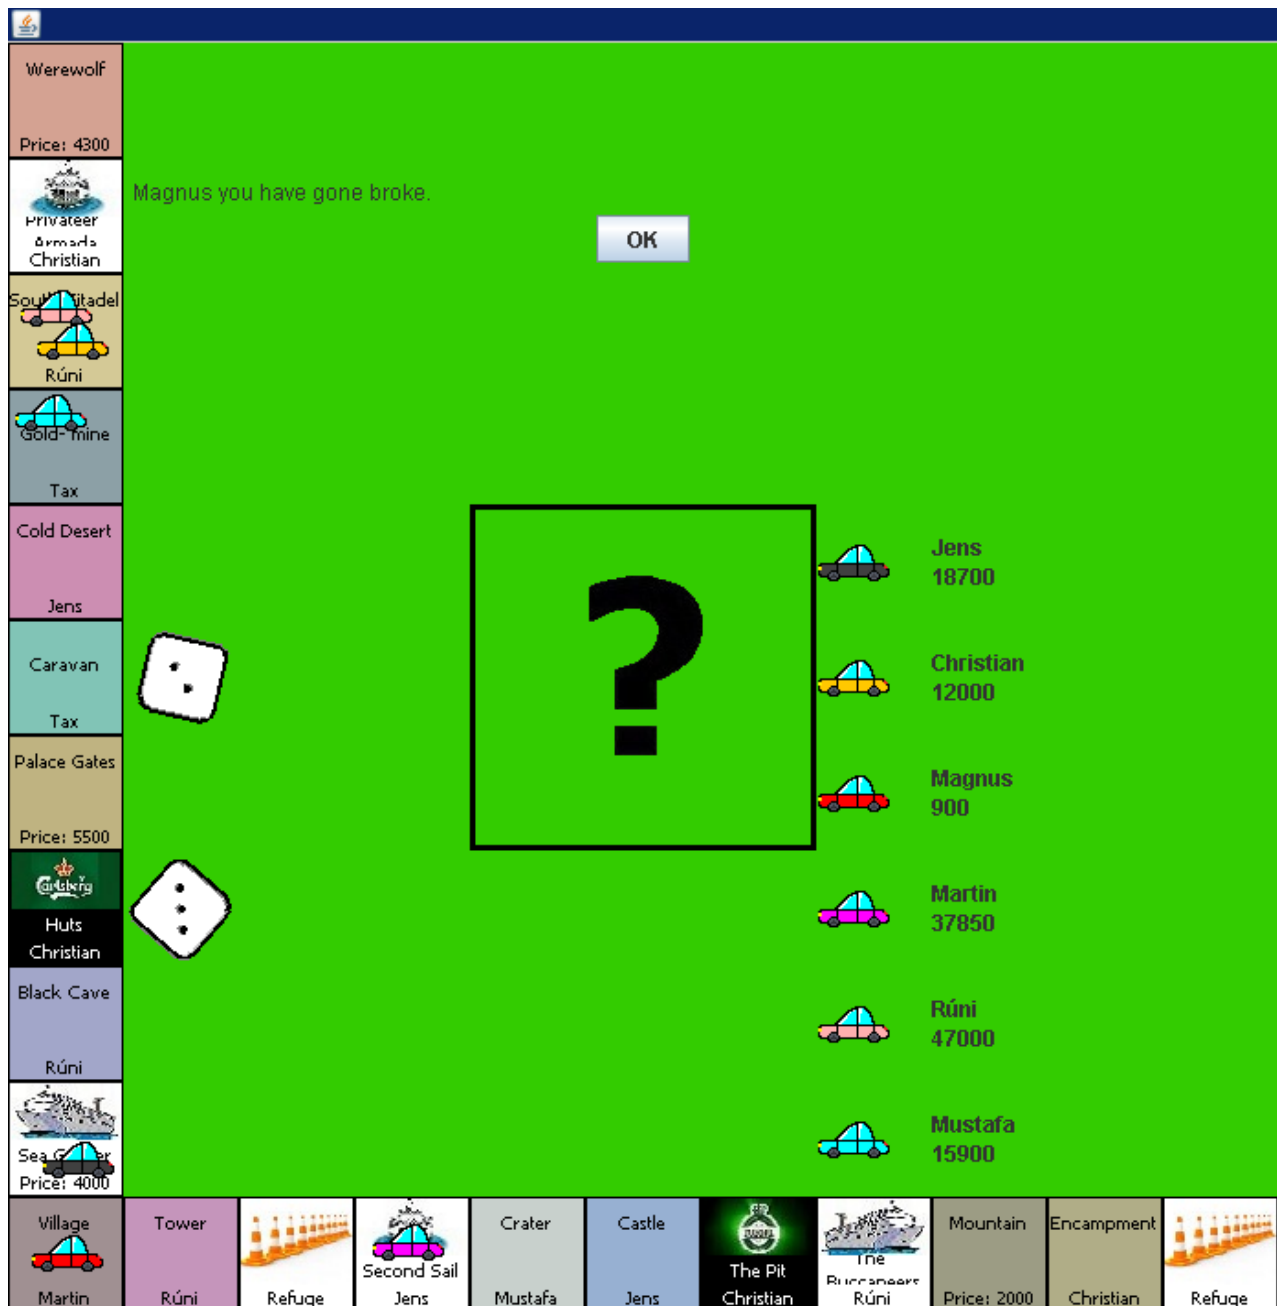 Werewolf
Price: 4300
Privateer
Armada
Christian
Magnus you have gone broke.
OK
Rúni
Gold- mine
Tax
Cold Desert
Jens
Caravan
Tax
Palace Gates
Price: 5500
Carlsberg
Huts
Christian
Black Cave
Rúni
Sea
Price: 4000
?
Jens
18700
Christian
12000
Magnus
900
Martin
37850
Rúni
47000
Mustafa
15900
Village
Martin
Tower
Rúni
Refuge
Second Sail
Jens
Crater
Mustafa
Castle
Jens
The Pit
Christian
The
Buccaneers
Rúni
Mountain
Price: 2000
Encampment
Christian
Refuge